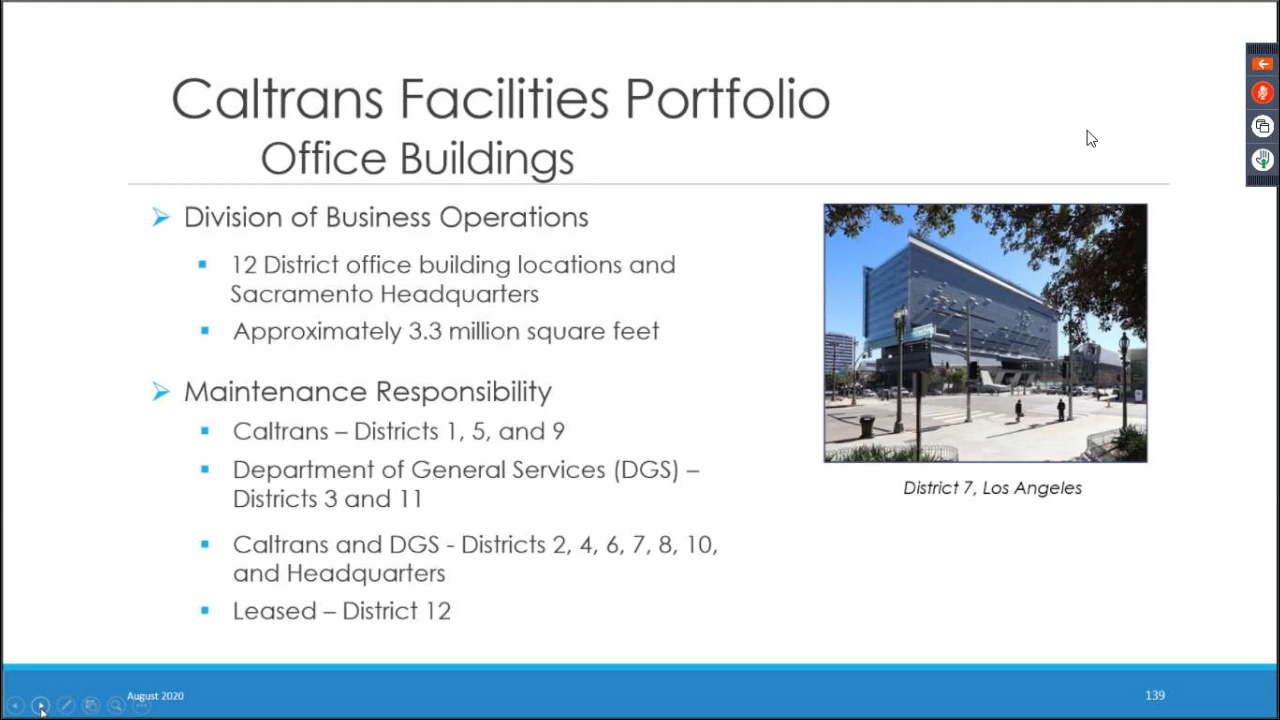 Caltrans Facilities Portfolio
Office Buildings
Division of Business Operations
12 District office building locations and
Sacramento Headquarters
Approximately 3.3 million square feet
Maintenance Responsibility
Caltrans – Districts 1, 5, and 9
Department of General Services (DGS) –
Districts 3 and 11
Caltrans and DGS - Districts 2, 4, 6, 7, 8, 10,
and Headquarters
Leased – District 12
District 7, Los Angeles
August 2020
139